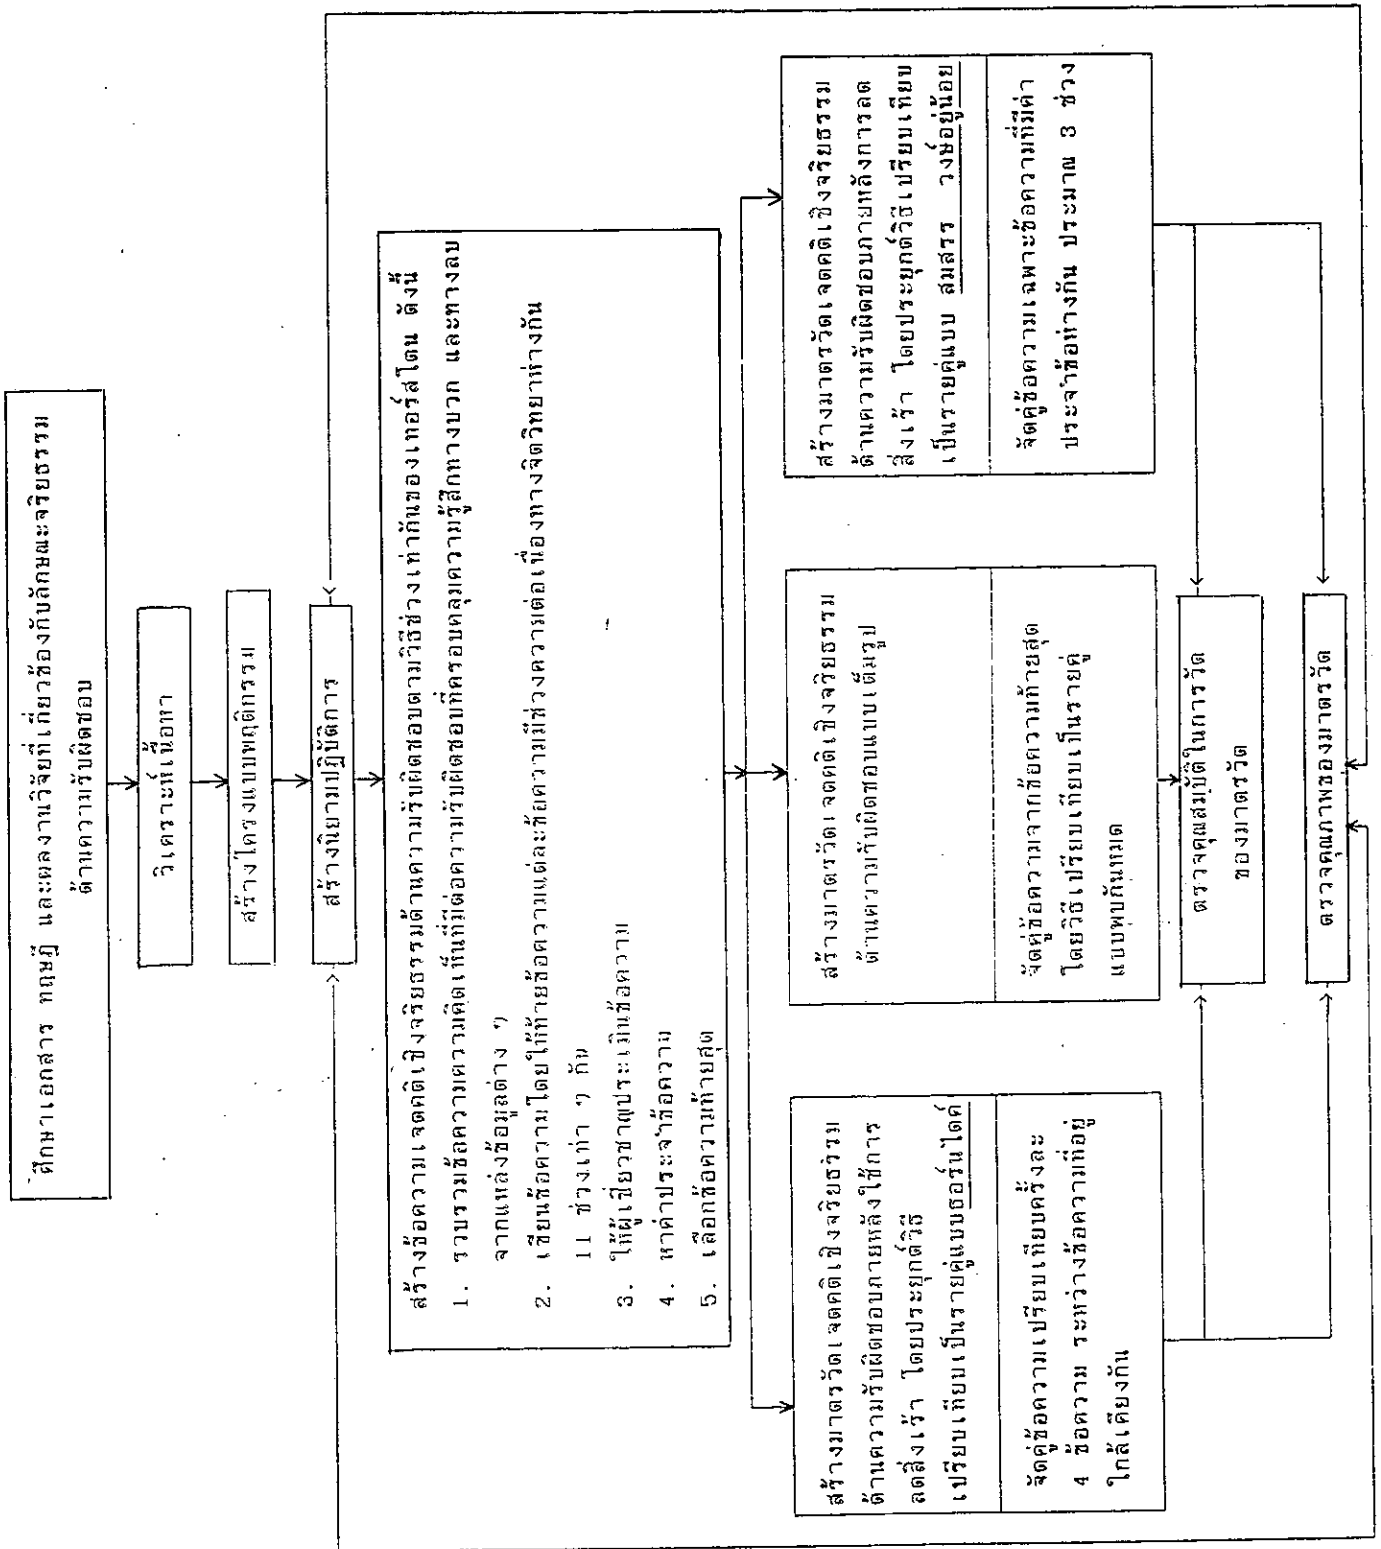 ศึกษาเอกสาร ทฤษฎี และผลงานวิจัยที่เกี่ยวข้องกับลักษณะจริยธรรม
ด้านความรับผิดชอบ
วิเคราะห์เนื้อหา
สร้างโครงแบบพฤติกรรม
สร้างนิยามปฏิบัติการ
สร้างข้อความเจตคติเชิงจริยธรรมด้านความรับผิดชอบตามวิธีช่วงเท่ากันของเทอร์สโตน ดังนี้
1. รวบรวมข้อความความคิดเห็นที่มีต่อความรับผิดชอบที่ครอบคลุมความรู้สึกทางบวก และทางลบ
จากแหล่งข้อมูลต่าง ๆ
2. เขียนข้อความโดยให้ท้ายข้อความแต่ละข้อความมีช่วงความต่อเนื่องทางจิตวิทยาห่างกัน
11 ช่วงเท่า ๆ กัน
3. ให้ผู้เชี่ยวชาญประเมินข้อความ
4. หาค่าประจำข้อความ
5. เลือกข้อความท้ายสุด
สร้างมาตรวัดเจตคติเชิงจริยธรรม
ด้านความรับผิดชอบภายหลังใช้การ
ลดสิ่งเร้า โดยประยุกต์วิธี
เปรียบเทียบเป็นรายคู่แบบธอร์นไดค์
จัดคู่ข้อความเปรียบเทียบครั้งละ
4 ข้อความ ระหว่างข้อความที่อยู่
ใกล้เคียงกัน
สร้างมาตรวัดเจตคติเชิงจริยธรรม
ด้านความรับผิดชอบแบบเต็มรูป
จัดคู่ข้อความจากข้อความท้ายสุด
โดยวิธีเปรียบเทียบเป็นรายคู่
แบบพบกันหมด
สร้างมาตรวัดเจตคติเชิงจริยธรรม
ด้านความรับผิดชอบภายหลังการลด
สิ่งเร้า โดยประยุกต์วิธีเปรียบเทียบ
เป็นรายคู่แบบ สมสรร วงษ์อยู่น้อย
จัดคู่ข้อความเฉพาะข้อความที่มีค่า
ประจำข้อห่างกัน ประมาณ 3 ช่วง
ตรวจคุณสมบัติในการวัด
ของมาตรวัด
ตรวจคุณภาพของมาตรวัด